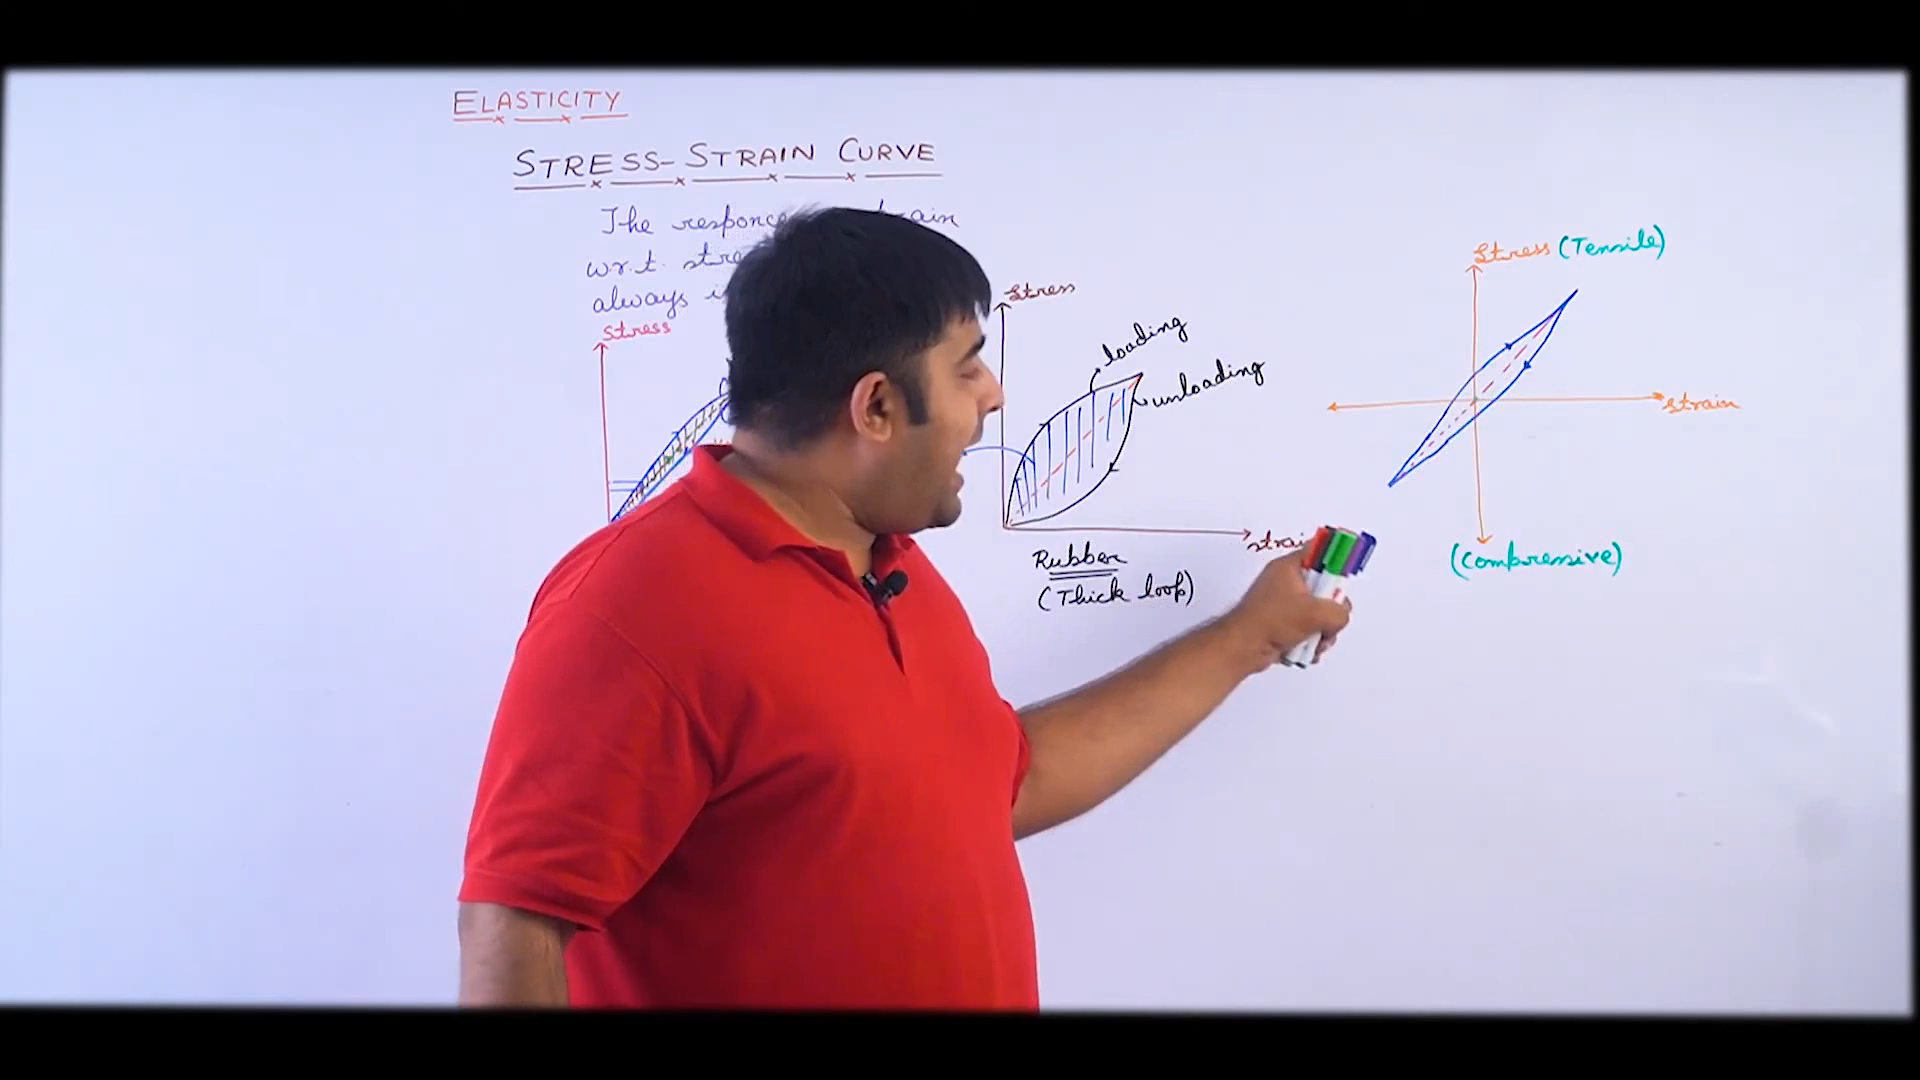 ELASTICITY
STRESS-STRAIN CURVE
The responce
w.r.t.
always
stress
stress
loading
unloading
Rubber
(Thick loop)
stress (Tensile)
strain
(Compressive)